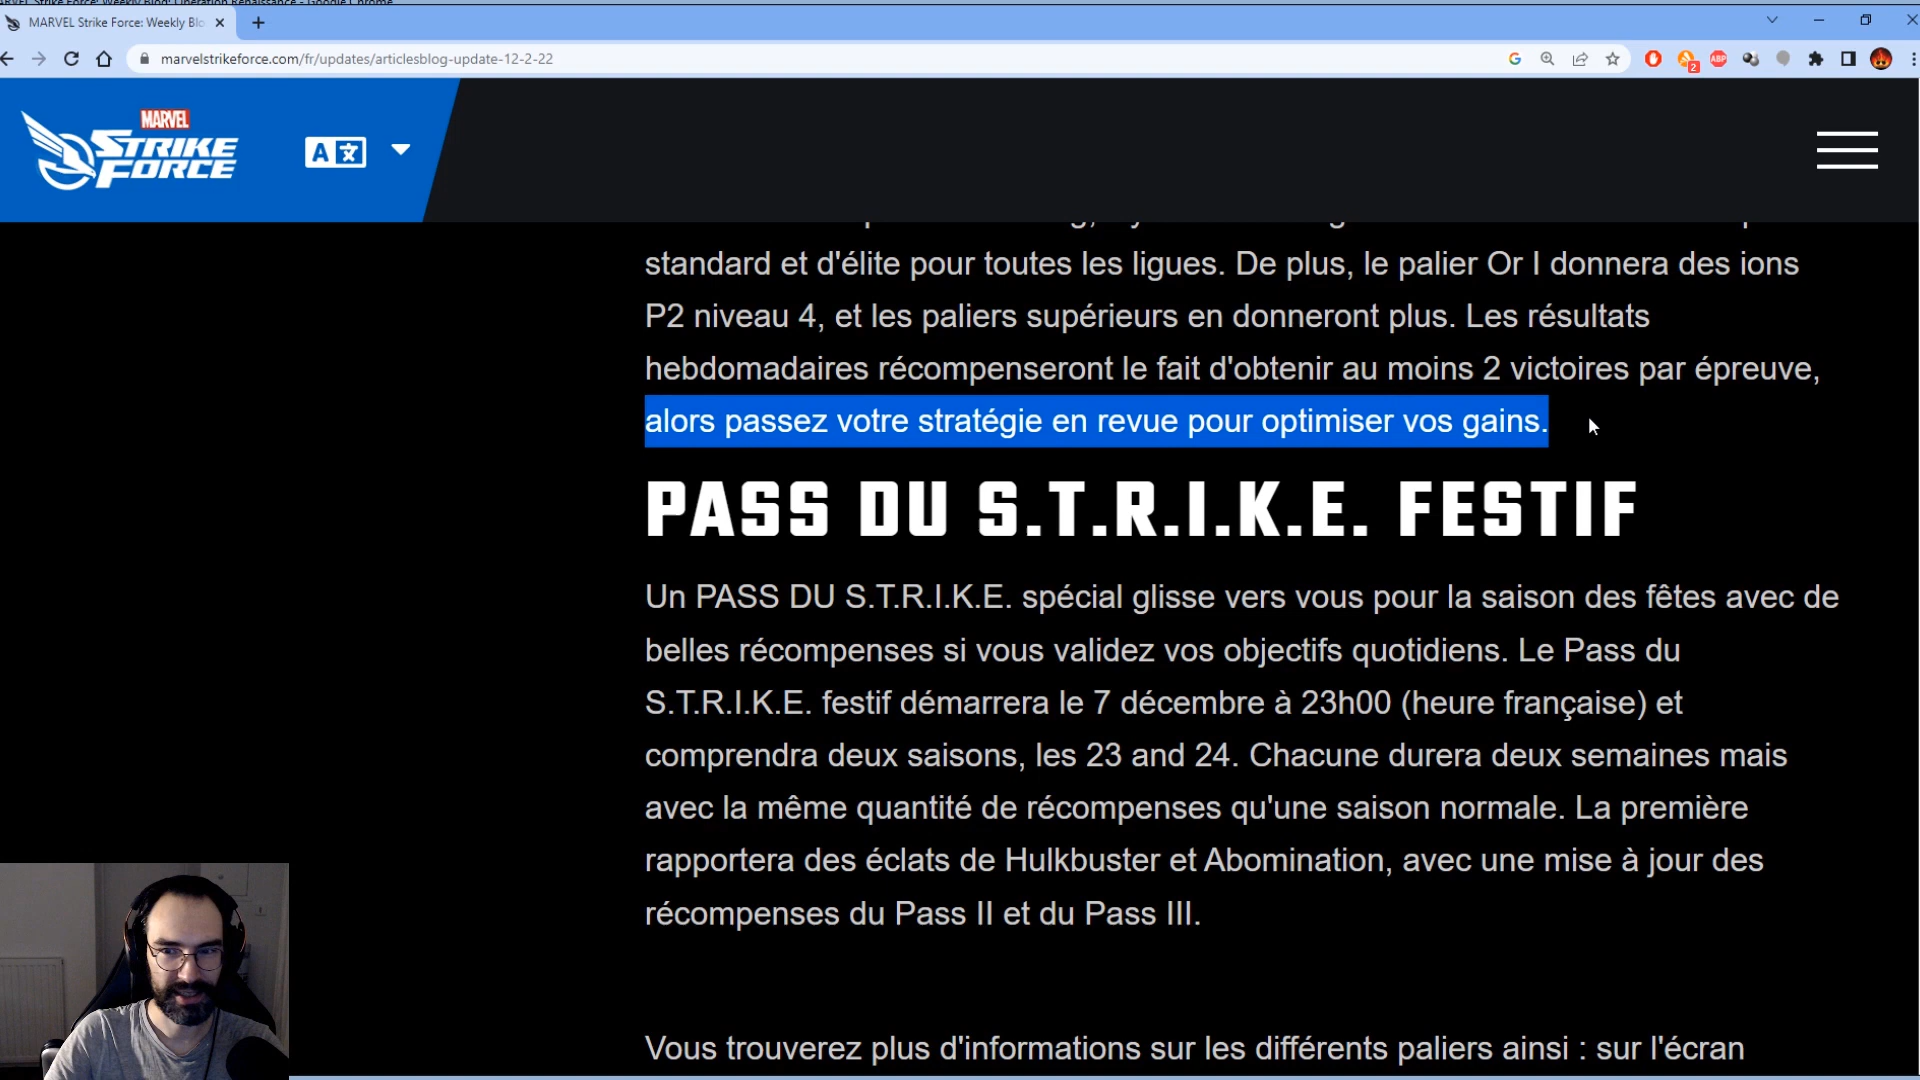 MARVEL Strike Force: Weekly Blo
marvelstrikeforce.com/fr/updates/articlesblog-update-12-2-22
2
ABP
MARVEL
STRIKE
FORCE
A 文
standard et d'élite pour toutes les ligues. De plus, le palier Or I donnera des ions
P2 niveau 4, et les paliers supérieurs en donneront plus. Les résultats
hebdomadaires récompenseront le fait d'obtenir au moins 2 victoires par épreuve,
alors passez votre stratégie en revue pour optimiser vos gains.
PASS DU S.T.R.I.K.E. FESTIF
Un PASS DU S.T.R.I.K.E. spécial glisse vers vous pour la saison des fêtes avec de
belles récompenses si vous validez vos objectifs quotidiens. Le Pass du
S.T.R.I.K.E. festif démarrera le 7 décembre à 23h00 (heure française) et
comprendra deux saisons, les 23 and 24. Chacune durera deux semaines mais
avec la même quantité de récompenses qu'une saison normale. La première
rapportera des éclats de Hulkbuster et Abomination, avec une mise à jour des
récompenses du Pass II et du Pass III.
Vous trouverez plus d'informations sur les différents paliers ainsi : sur l'écran